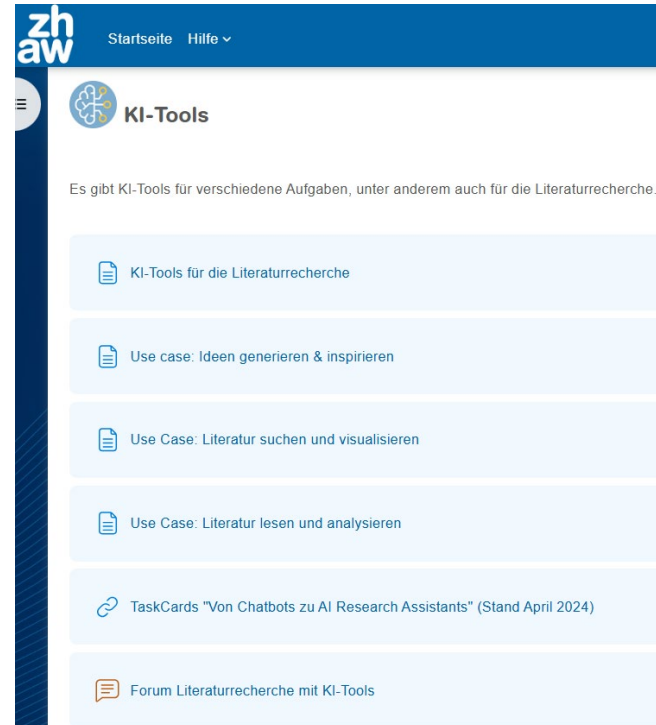 zh
aw
Startseite Hilfe
KI-Tools
Es gibt KI-Tools für verschiedene Aufgaben, unter anderem auch für die Literaturrecherche.
KI-Tools für die Literaturrecherche
Use case: Ideen generieren & inspirieren
Use Case: Literatur suchen und visualisieren
Use Case: Literatur lesen und analysieren
TaskCards "Von Chatbots zu AI Research Assistants" (Stand April 2024)
Forum Literaturrecherche mit KI-Tools